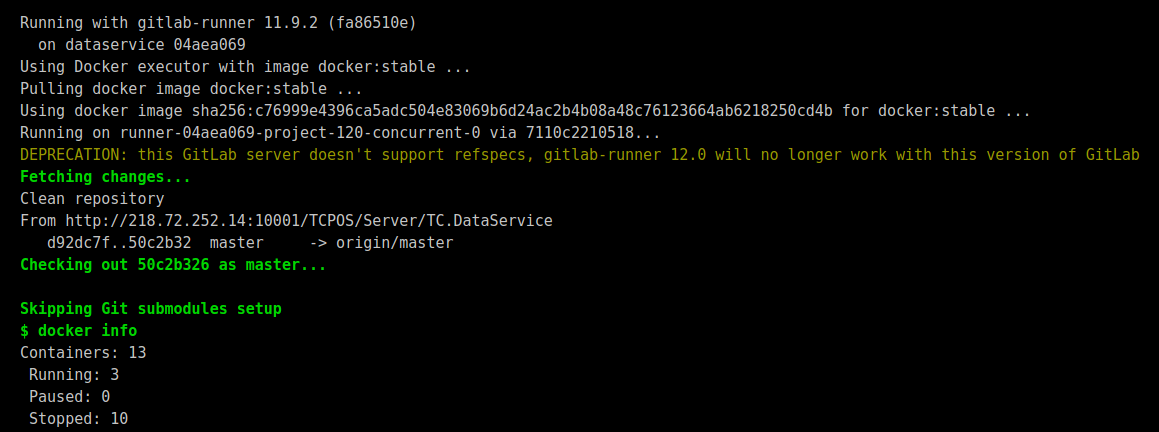 Running with gitlab-runner 11.9.2 (fa86510e)
on dataservice 04aea069
Using Docker executor with image docker:stable ...
Pulling docker image docker:stable ...
Using docker image sha256:c76999e4396ca5adc504e83069b6d24ac2b4b08a48c76123664ab6218250cd4b for docker:stable ...
Running on runner-04aea069-project-120-concurrent-0 via 7110c2210518...
DEPRECATION: this GitLab server doesn't support refspecs, gitlab-runner 12.0 will no longer work with this version of GitLab
Fetching changes...
Clean repository
From http://218.72.252.14:10001/TCPOS/Server/TC.DataService
d92dc7f..50c2b32  master     -> origin/master
Checking out 50c2b326 as master...
Skipping Git submodules setup
$ docker info
Containers: 13
Running: 3
Paused: 0
Stopped: 10